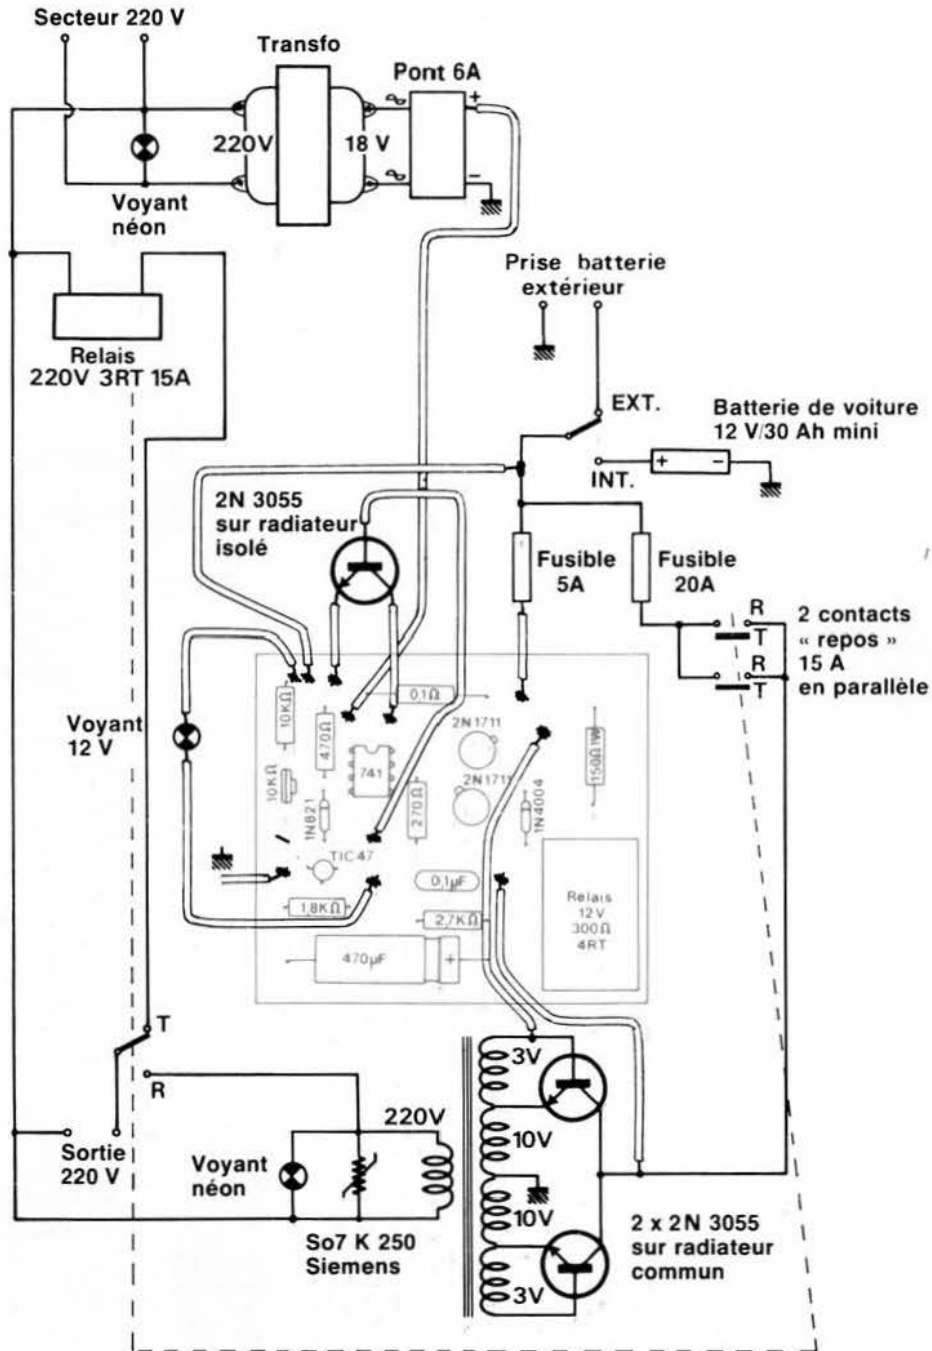 Secteur 220 V
Transfo
Pont 6A
+
220V
18 V
−
Voyant
néon
Prise batterie
extérieur
Relais
220V 3RT 15A
EXT.
Batterie de voiture
12 V/30 Ah mini
+ −
INT.
2N 3055
sur radiateur
isolé
Fusible
5A
Fusible
20A
R
T
R
T
2 contacts
« repos »
15 A
en parallèle
Voyant
12 V
10KΩ
470Ω
0,1Ω
2N1711
150Ω1W
741
10KΩ
1N821
270Ω
2N1711
1N4004
TIC 47
0,1µF
1,8KΩ
2,7KΩ
Relais
12V
300Ω
4RT
470µF
+
T
R
3V
220V
10V
Sortie
220 V
Voyant
néon
10V
So7 K 250
Siemens
3V
2 x 2N 3055
sur radiateur
commun